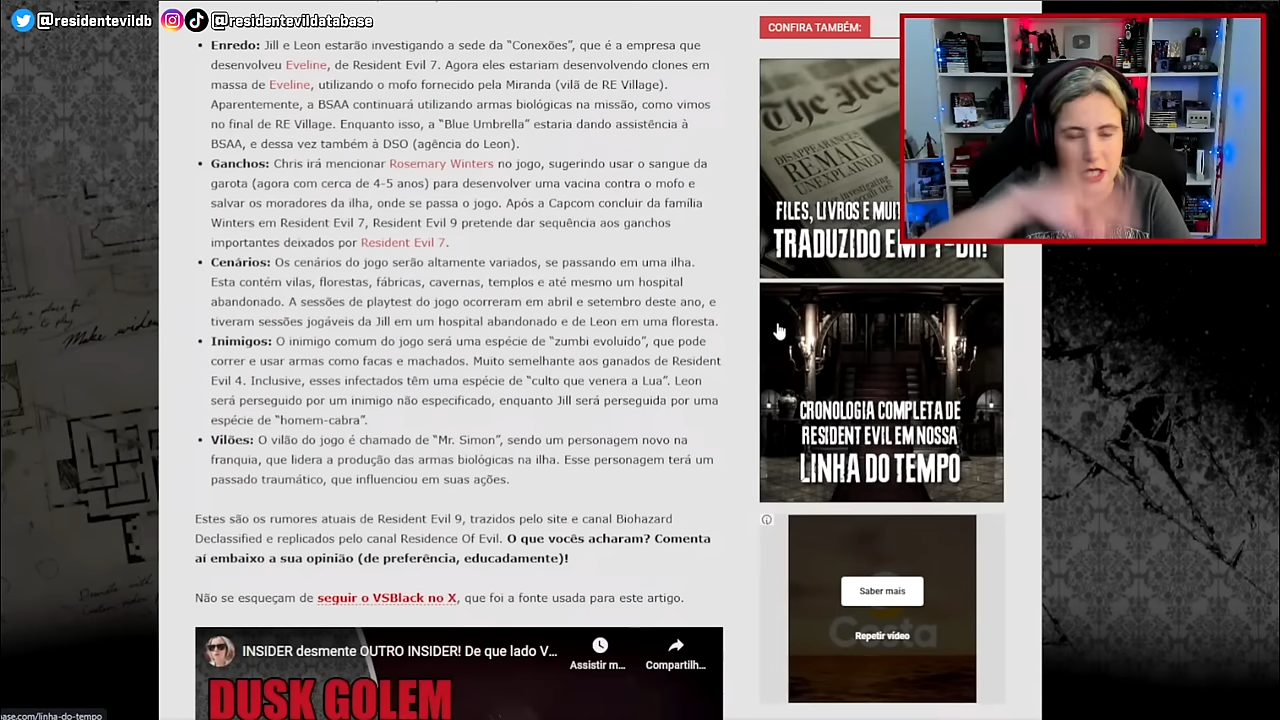 @residentevildb @residentevildatabase
• Enredo: Jill e Leon estarão investigando a sede da “Conexões”, que é a empresa que
desenvolveu Eveline, de Resident Evil 7. Agora eles estariam desenvolvendo clones em
massa de Eveline, utilizando o mofo fornecido pela Miranda (vilã de RE Village).
Aparentemente, a BSAA continuará utilizando armas biológicas na missão, como vimos
no final de RE Village. Enquanto isso, a “Blue Umbrella” estaria dando assistência à
BSAA, e dessa vez também à DSO (agência do Leon).
• Ganchos: Chris irá mencionar Rosemary Winters no jogo, sugerindo usar o sangue da
garota (agora com cerca de 4-5 anos) para desenvolver uma vacina contra o mofo e
salvar os moradores da ilha, onde se passa o jogo. Após a Capcom concluir da família
Winters em Resident Evil 7, Resident Evil 9 pretende dar sequência aos ganchos
importantes deixados por Resident Evil 7.
• Cenários: Os cenários do jogo serão altamente variados, se passando em uma ilha.
Esta contém vilas, florestas, fábricas, cavernas, templos e até mesmo um hospital
abandonado. A sessões de playtest do jogo ocorreram em abril e setembro deste ano, e
tiveram sessões jogáveis da Jill em um hospital abandonado e de Leon em uma floresta.
• Inimigos: O inimigo comum do jogo será uma espécie de “zumbi evoluído”, que pode
correr e usar armas como facas e machados. Muito semelhante aos ganados de Resident
Evil 4. Inclusive, esses infectados têm uma espécie de “culto que venera a Lua”. Leon
será perseguido por um inimigo não especificado, enquanto Jill será perseguida por uma
espécie de “homem-cabra”.
• Vilões: O vilão do jogo é chamado de “Mr. Simon”, sendo um personagem novo na
franquia, que lidera a produção das armas biológicas na ilha. Esse personagem terá um
passado traumático, que influenciou em suas ações.
Estes são os rumores atuais de Resident Evil 9, trazidos pelo site e canal Biohazard
Declassified e replicados pelo canal Residence Of Evil. O que vocês acharam? Comenta
aí embaixo a sua opinião (de preferência, educadamente)!
Não se esqueçam de seguir o VSBlack no X, que foi a fonte usada para este artigo.
INSIDER desmente OUTRO INSIDER! De que lado V...
Assistir m... Compartilh...
DUSK GOLEM
CONFIRA TAMBÉM:
The
DISAPPEARANCES
REMAIN
UNEXPLAINED
FILES, LIVROS E
TRADUZIDO EM PT-BR!
CRONOLOGIA COMPLETA DE
RESIDENT EVIL EM NOSSA
LINHA DO TEMPO
Saber mais
Costa
Repetir vídeo
ase.com/linha-do-tempo